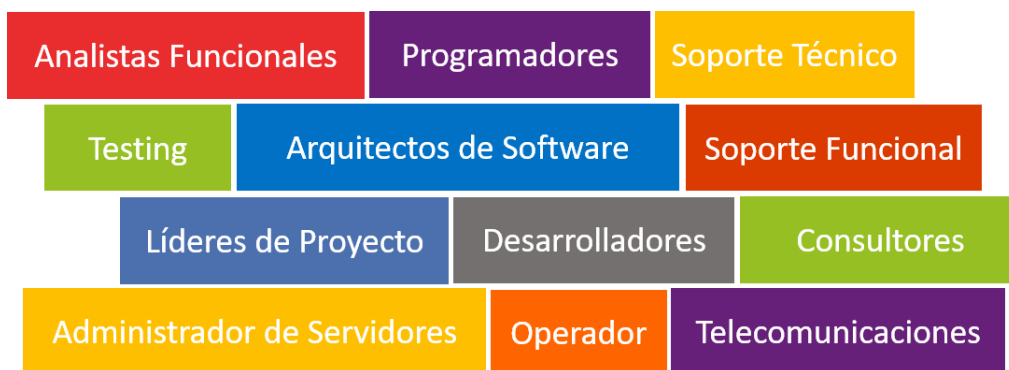 Analistas Funcionales
Programadores
Soporte Técnico
Testing
Arquitectos de Software
Soporte Funcional
Líderes de Proyecto
Desarrolladores
Consultores
Administrador de Servidores
Operador
Telecomunicaciones